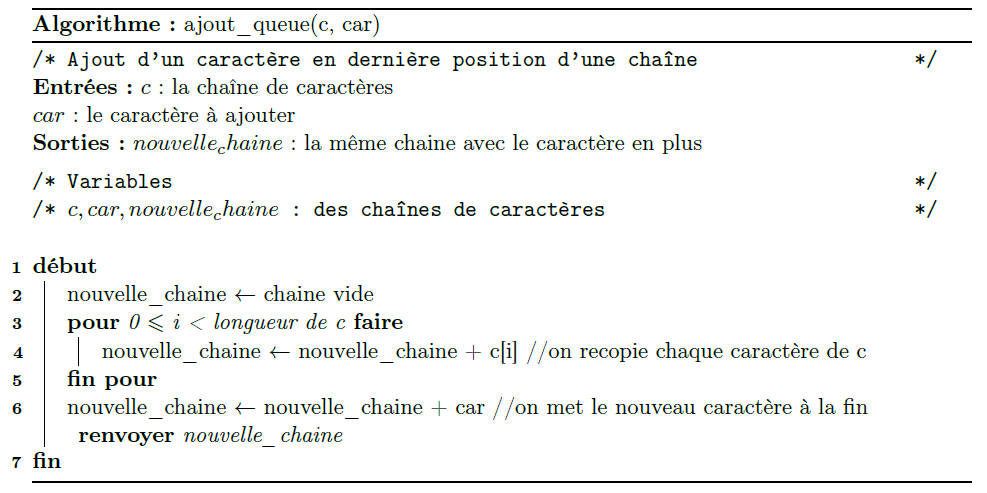 Algorithme : ajout_queue(c, car)
/* Ajout d'un caractère en dernière position d'une chaîne */
Entrées : c : la chaîne de caractères
car : le caractère à ajouter
Sorties : nouvelle_chaine : la même chaine avec le caractère en plus
/* Variables */
/* c, car, nouvelle_chaine : des chaînes de caractères */
1 début
2 nouvelle_chaine ← chaine vide
3 pour 0 ⩽ i < longueur de c faire
4 nouvelle_chaine ← nouvelle_chaine + c[i] //on recopie chaque caractère de c
5 fin pour
6 nouvelle_chaine ← nouvelle_chaine + car //on met le nouveau caractère à la fin
renvoyer nouvelle_chaine
7 fin